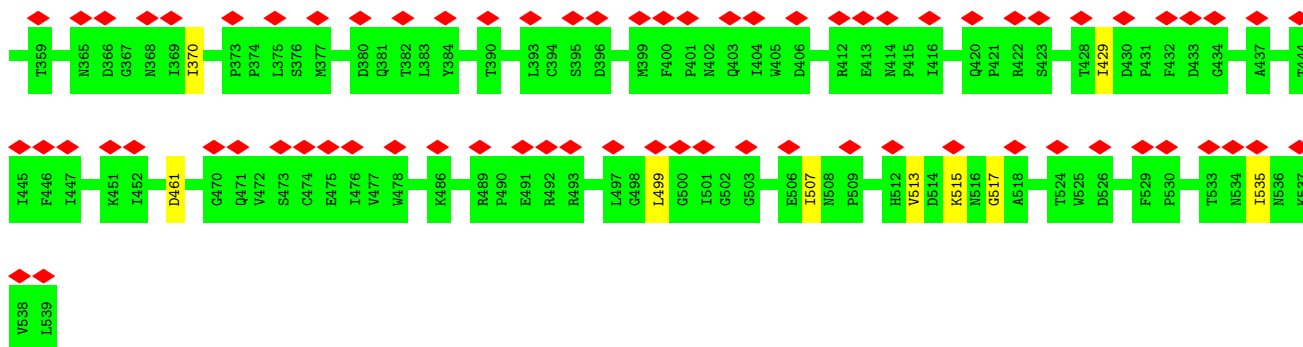 T359 N365 D366 G367 N368 I369 I370 P373 P374 L375 S376 M377 D380 Q381 T382 L383 Y384 T390 L393 C394 S395 D396 M399 F400 P401 N402 Q403 I404 W405 D406 R412 E413 N414 P415 I416 Q420 P421 R422 S423 T428 I429 D430 P431 F432 D433 G434 A437 T444
I445 F446 I447 K451 I452 D461 G470 Q471 V472 S473 C474 E475 I476 V477 W478 K486 R489 P490 E491 R492 R493 L497 G498 L499 G500 I501 G502 G503 E506 I507 N508 P509 H512 V513 D514 K515 N516 G517 A518 T524 W525 D526 F529 P530 T533 N534 I535 N536 K537
V538 L539